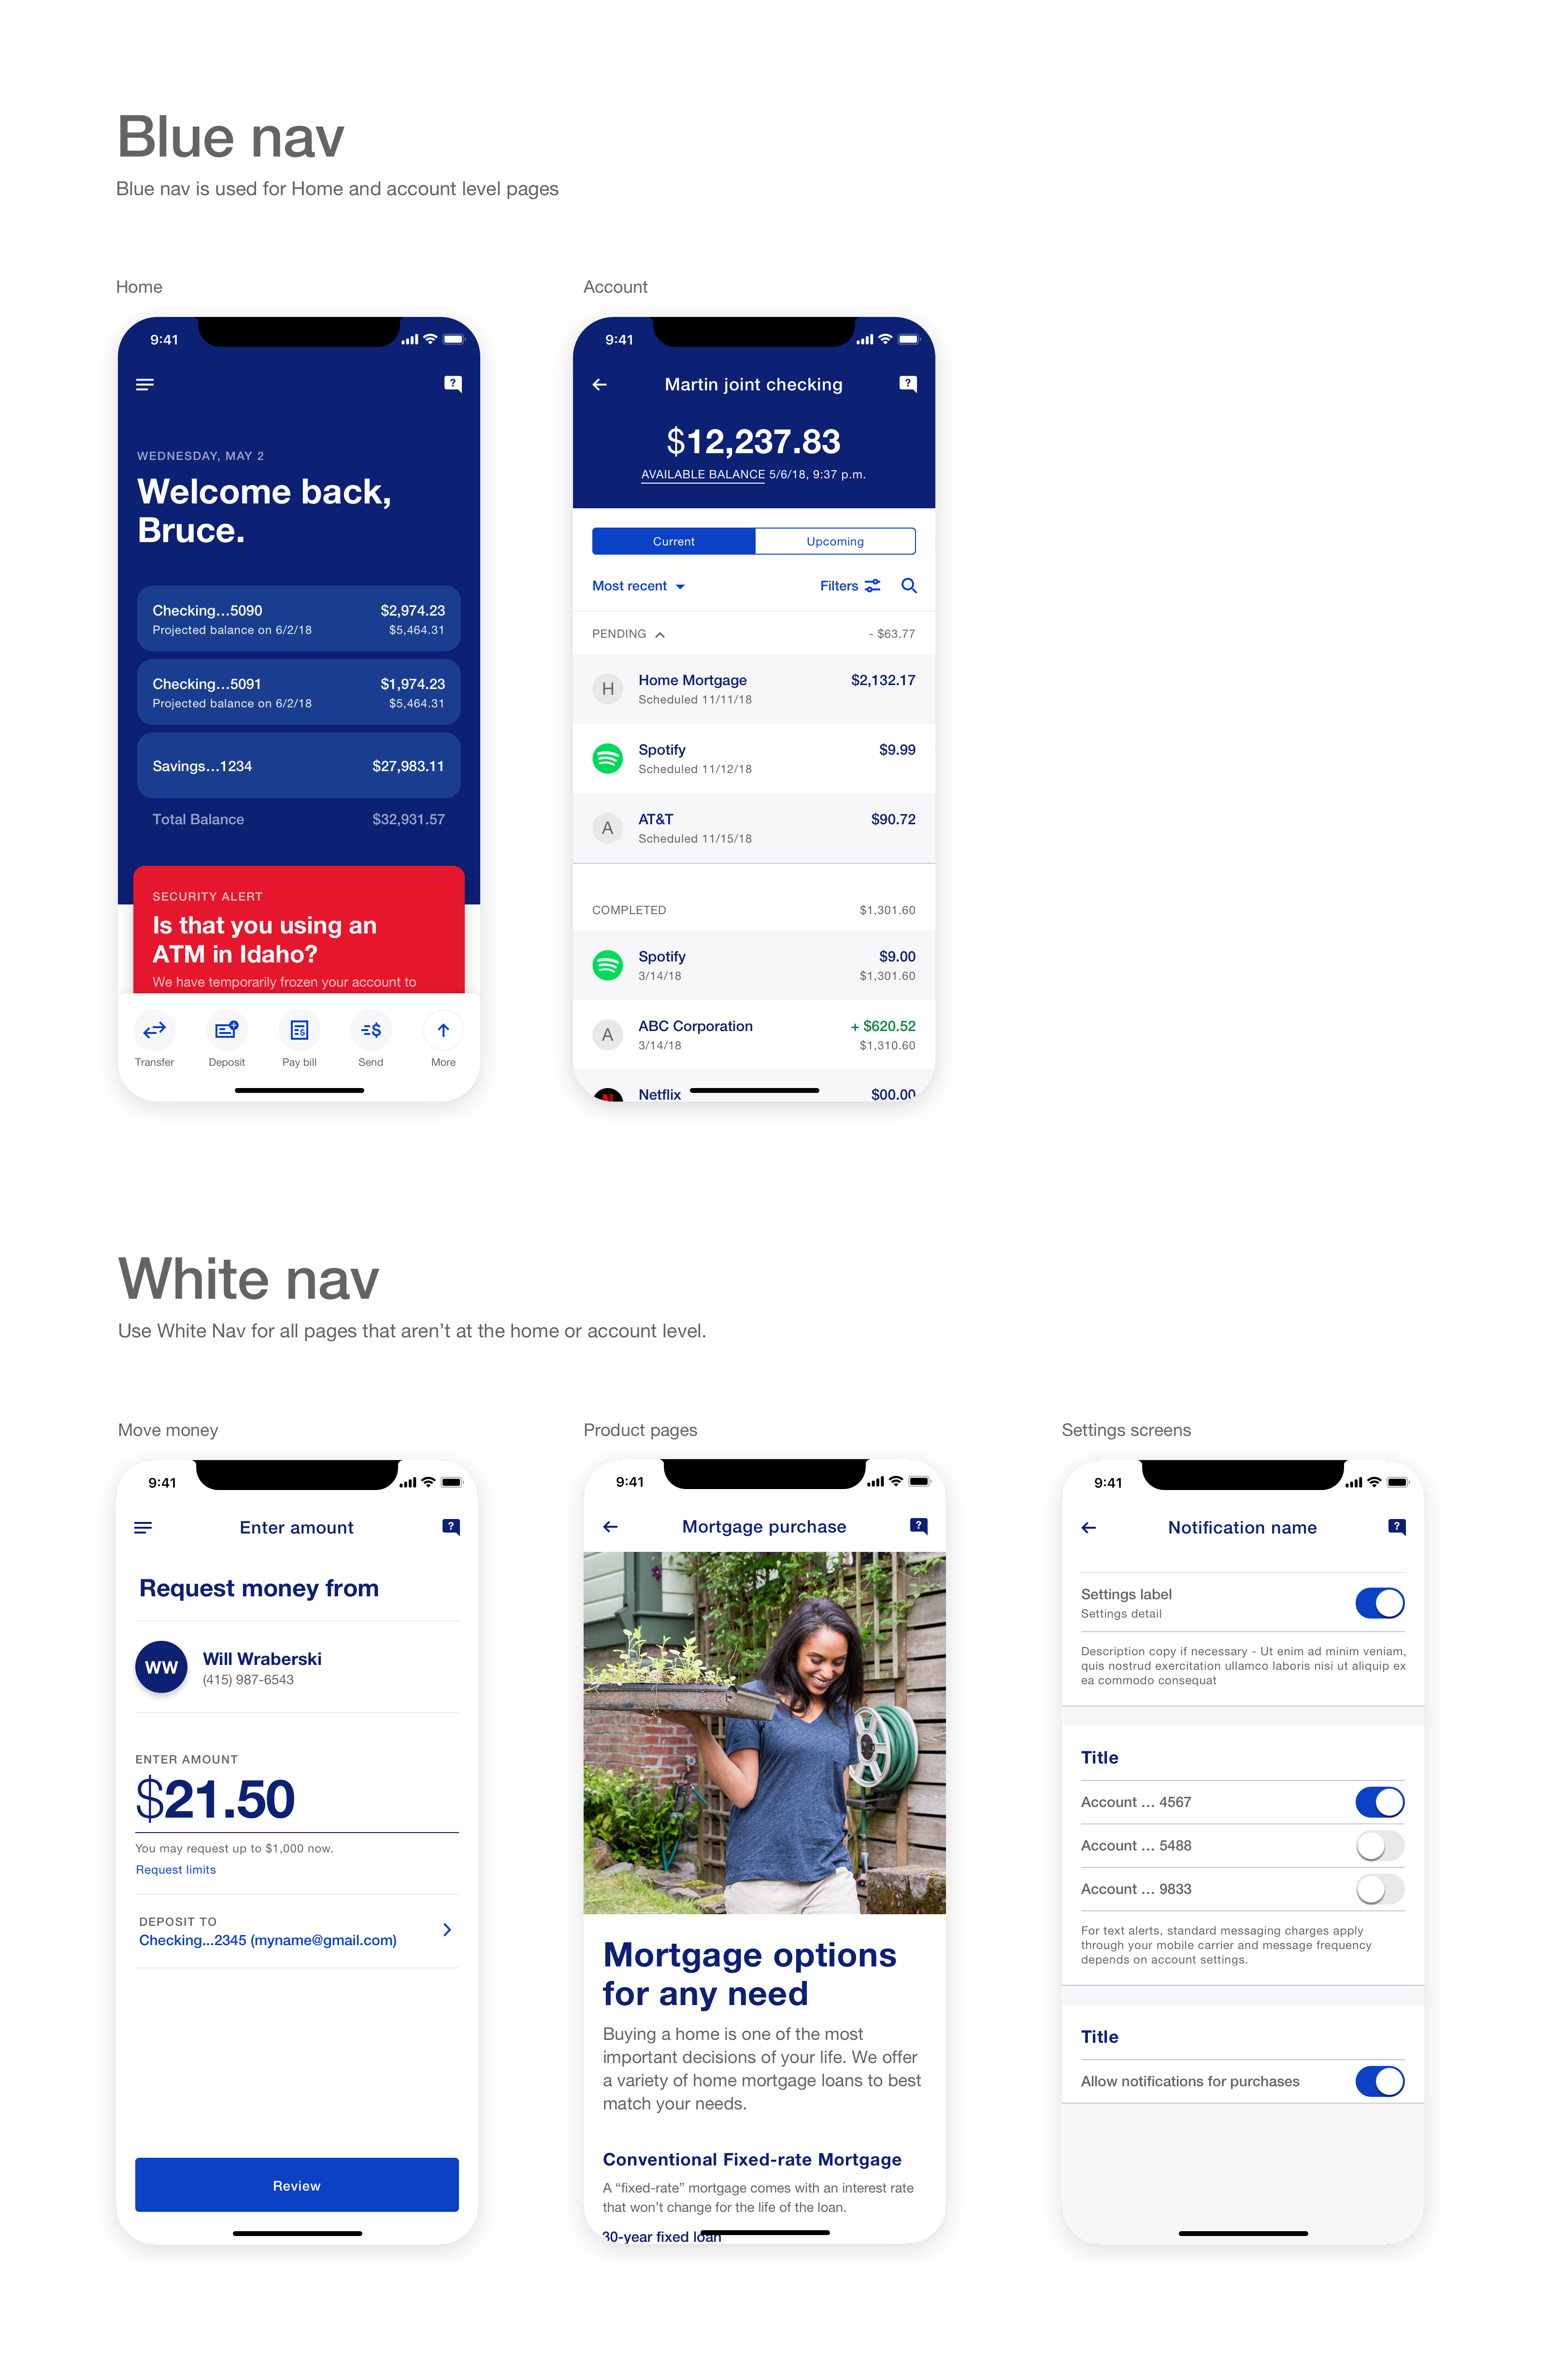 Blue nav
Blue nav is used for Home and account level pages
Home
9:41
WEDNESDAY, MAY 2
Welcome back,
Bruce.
Checking...5090 $2,974.23
Projected balance on 6/2/18 $5,464.31
Checking...5091 $1,974.23
Projected balance on 6/2/18 $5,464.31
Savings...1234 $27,983.11
Total Balance $32,931.57
SECURITY ALERT
Is that you using an
ATM in Idaho?
We have temporarily frozen your account to
Transfer Deposit Pay bill Send More
Account
9:41
Martin joint checking
$12,237.83
AVAILABLE BALANCE 5/6/18, 9:37 p.m.
Current Upcoming
Most recent Filters
PENDING - $63.77
H Home Mortgage $2,132.17
Scheduled 11/11/18
Spotify $9.99
Scheduled 11/12/18
A AT&T $90.72
Scheduled 11/15/18
COMPLETED $1,301.60
Spotify $9.00
3/14/18 $1,301.60
A ABC Corporation + $620.52
3/14/18 $1,310.60
Netflix $00.00
White nav
Use White Nav for all pages that aren’t at the home or account level.
Move money
9:41
Enter amount
Request money from
WW Will Wraberski
(415) 987-6543
ENTER AMOUNT
$21.50
You may request up to $1,000 now.
Request limits
DEPOSIT TO
Checking...2345 (myname@gmail.com)
Review
Product pages
9:41
Mortgage purchase
Mortgage options
for any need
Buying a home is one of the most
important decisions of your life. We offer
a variety of home mortgage loans to best
match your needs.
Conventional Fixed-rate Mortgage
A “fixed-rate” mortgage comes with an interest rate
that won’t change for the life of the loan.
30-year fixed loan
Settings screens
9:41
Notification name
Settings label
Settings detail
Description copy if necessary - Ut enim ad minim veniam,
quis nostrud exercitation ullamco laboris nisi ut aliquip ex
ea commodo consequat
Title
Account ... 4567
Account ... 5488
Account ... 9833
For text alerts, standard messaging charges apply
through your mobile carrier and message frequency
depends on account settings.
Title
Allow notifications for purchases